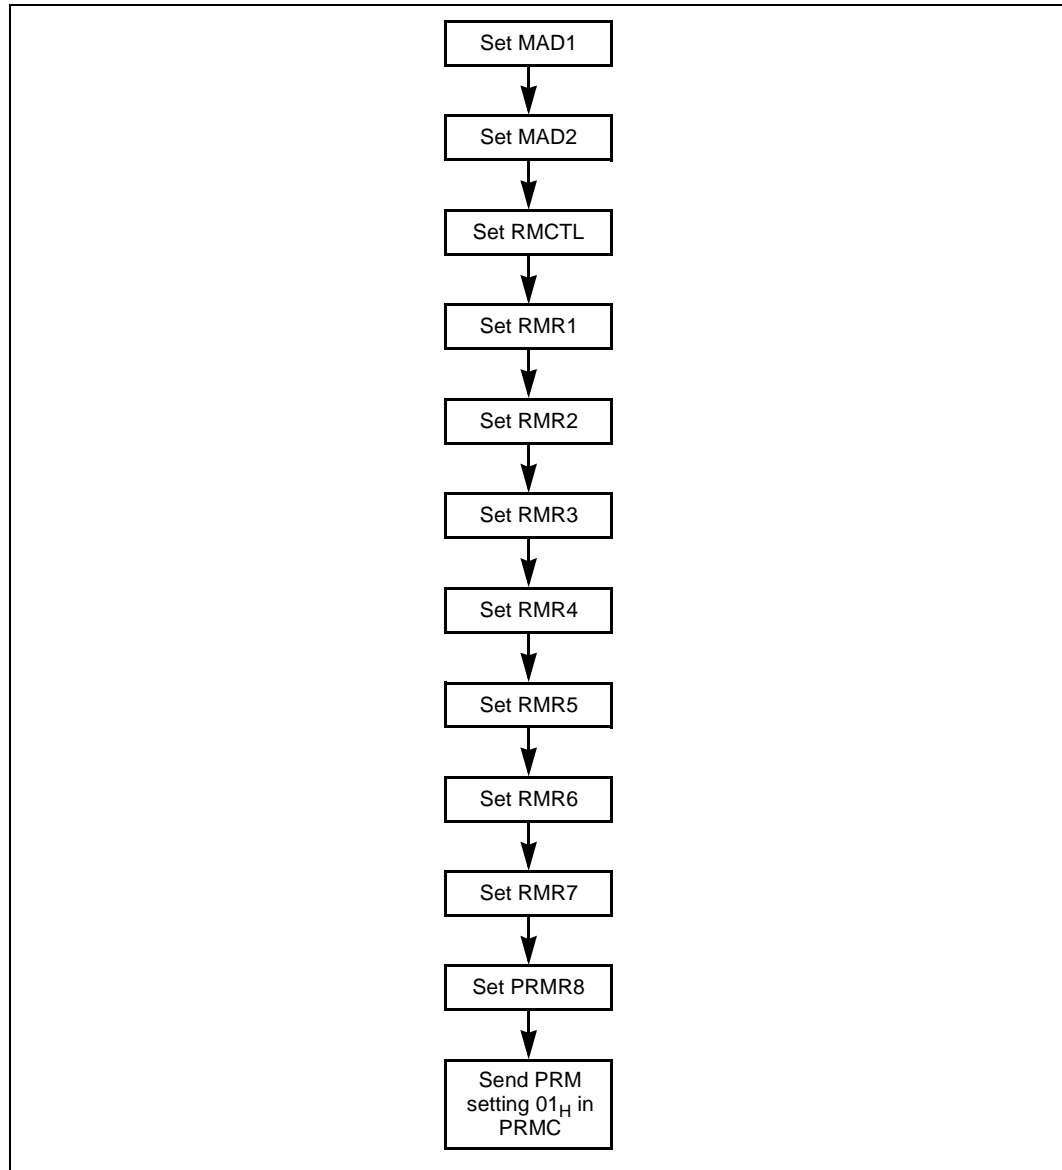 Set MAD1
Set MAD2
Set RMCTL
Set RMR1
Set RMR2
Set RMR3
Set RMR4
Set RMR5
Set RMR6
Set RMR7
Set PRMR8
Send PRM
setting 01H in
PRMC